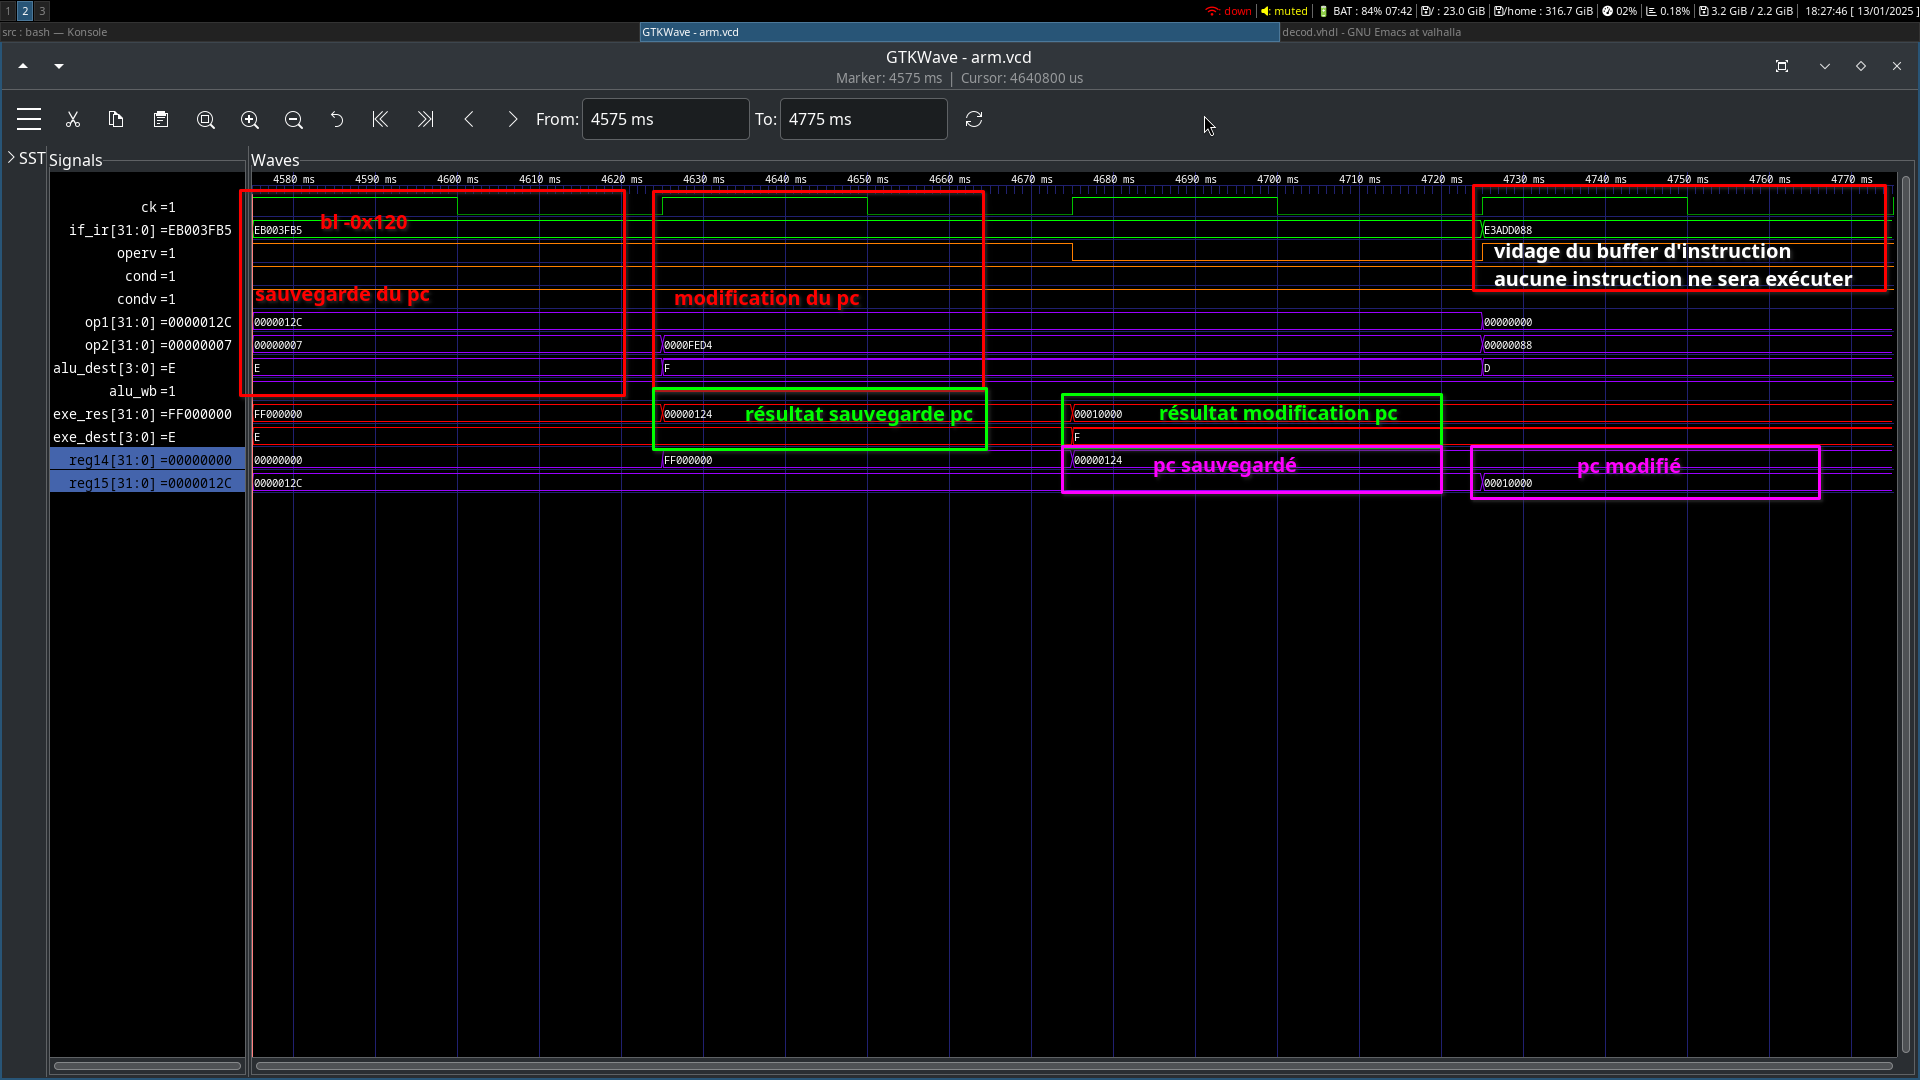 1 2 3 : down : muted BAT : 84% 07:42 / : 23.0 GiB /home : 316.7 GiB 02% 0.18% 3.2 GiB / 2.2 GiB 18:27:46 [ 13/01/2025 ]
src : bash — Konsole GTKWave - arm.vcd decod.vhdl - GNU Emacs at valhalla
GTKWave - arm.vcd
Marker: 4575 ms | Cursor: 4640800 us
From: 4575 ms To: 4775 ms
SST Signals Waves
4580 ms 4590 ms 4600 ms 4610 ms 4620 ms 4630 ms 4640 ms 4650 ms 4660 ms 4670 ms 4680 ms 4690 ms 4700 ms 4710 ms 4720 ms 4730 ms 4740 ms 4750 ms 4760 ms 4770 ms
ck =1
bl -0x120
if_ir[31:0] =EB003FB5 EB003FB5 E3ADD088
operv =1 vidage du buffer d'instruction
cond =1 aucune instruction ne sera exécuter
condv =1 sauvegarde du pc modification du pc
op1[31:0] =0000012C 0000012C 00000000
op2[31:0] =00000007 00000007 0000FED4 00000088
alu_dest[3:0] =E E F D
alu_wb =1
exe_res[31:0] =FF000000 FF000000 00000124 résultat sauvegarde pc 00010000 résultat modification pc
exe_dest[3:0] =E E F
reg14[31:0] =00000000 00000000 FF000000 00000124 pc sauvegardé pc modifié
reg15[31:0] =0000012C 0000012C 00010000